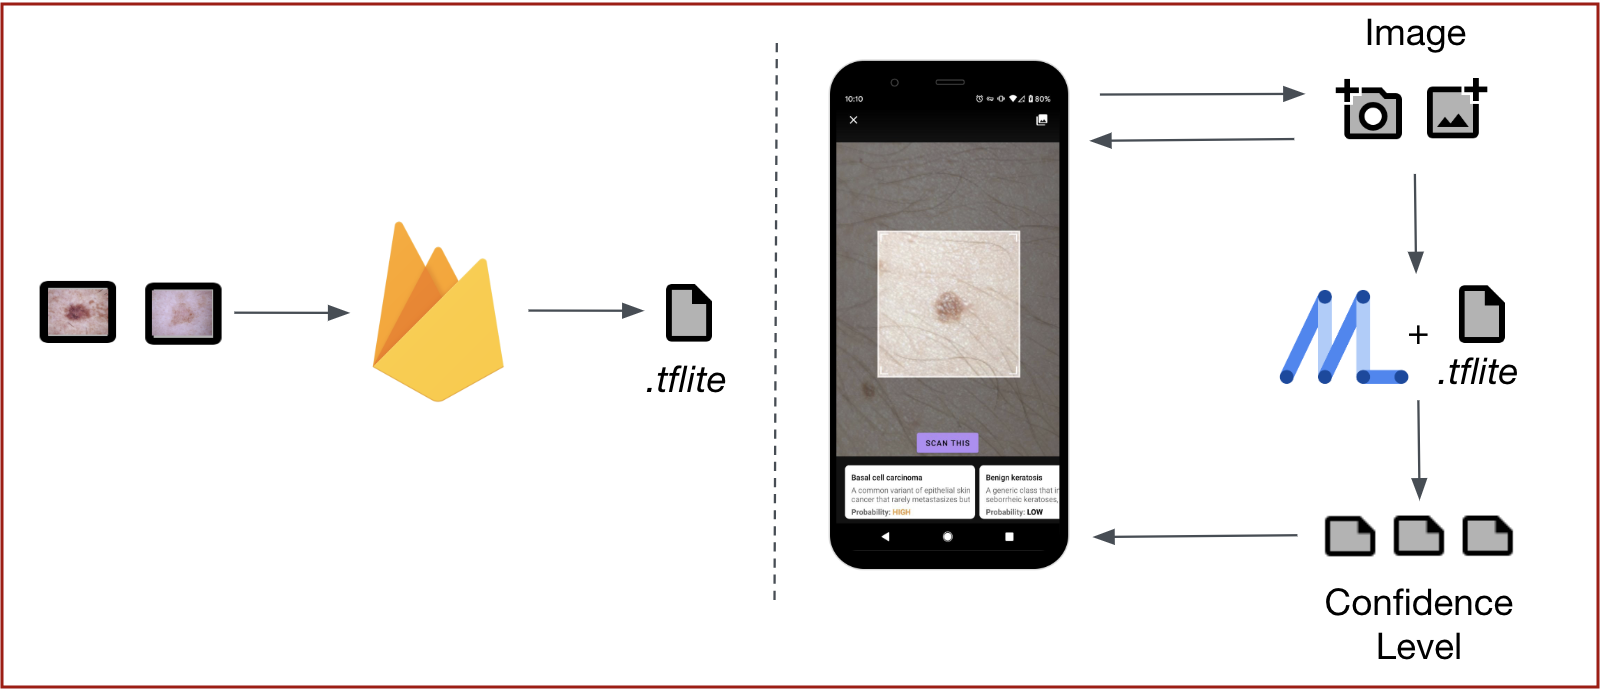 Image
10:10
80%
SCAN THIS
Basal cell carcinoma
A common variant of epithelial skin
cancer that rarely metastasizes but
Probability: HIGH
Benign keratosis
A generic class that in
seborrheic keratoses,
Probability: LOW
.tflite
+
.tflite
Confidence
Level